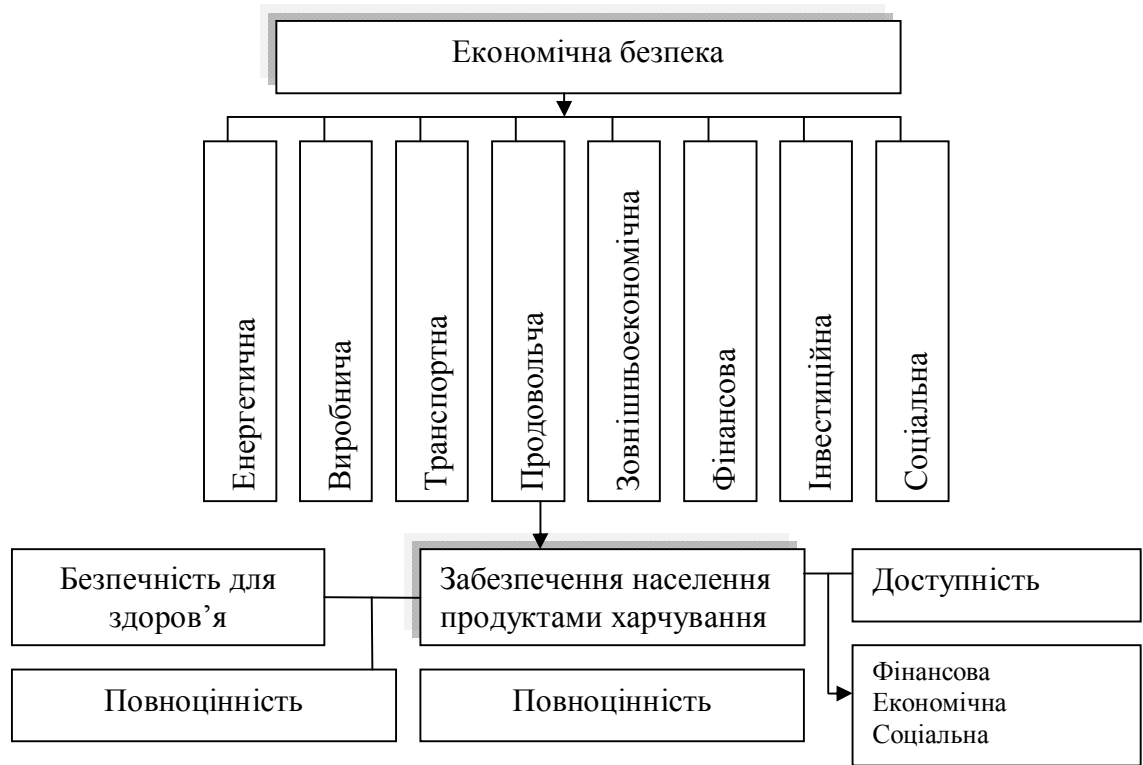 Економічна безпека
Енергетична
Виробнича
Транспортна
Продовольча
Зовнішньоекономічна
Фінансова
Інвестиційна
Соціальна
Безпечність для
здоров’я
Забезпечення населення
продуктами харчування
Доступність
Повноцінність
Повноцінність
Фінансова
Економічна
Соціальна